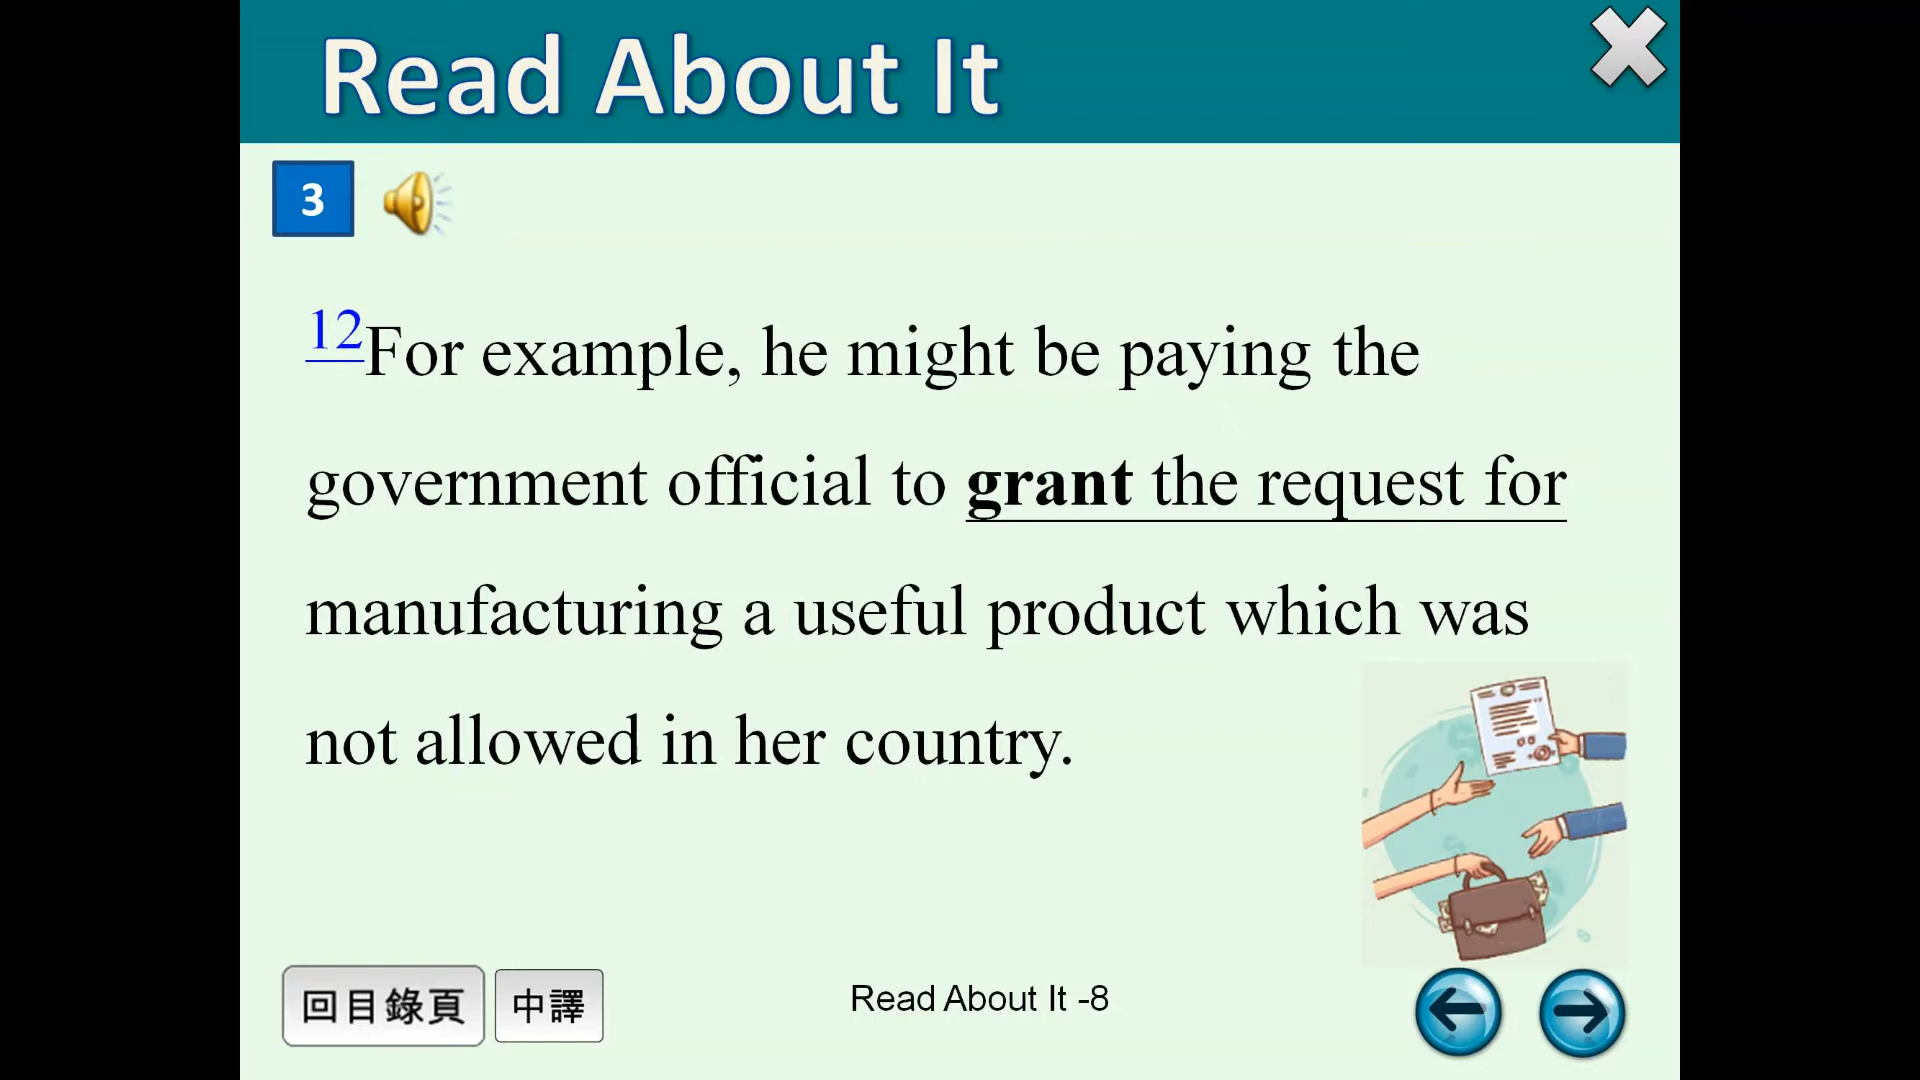 Read About It
3
12For example, he might be paying the
government official to grant the request for
manufacturing a useful product which was
not allowed in her country.
回目錄頁
中譯
Read About It -8